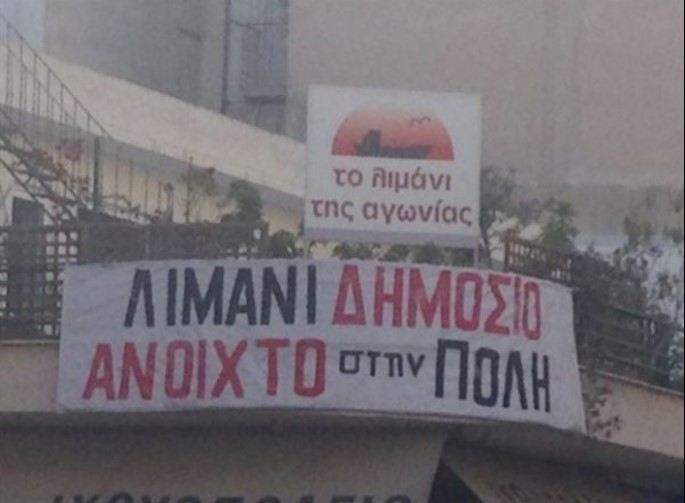 το λιμάνι
της αγωνίας
ΛΙΜΑΝΙ ΔΗΜΟΣΙΟ
ΑΝΟΙΧΤΟ στην ΠΟΛΗ